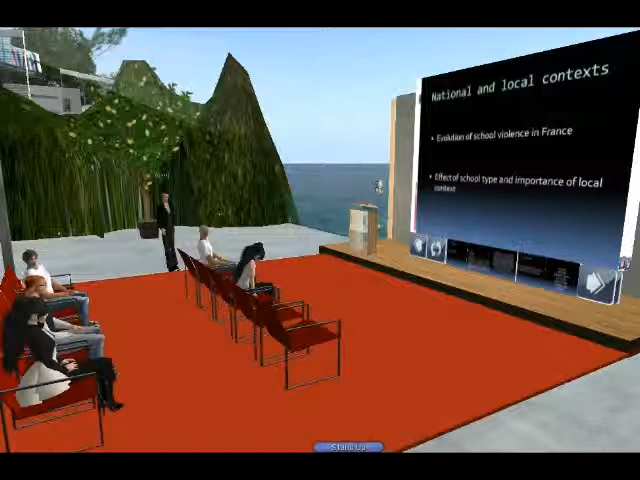 National and local contexts
• Evolution of school violence in France
• Effect of school type and importance of local
context
Stand Up